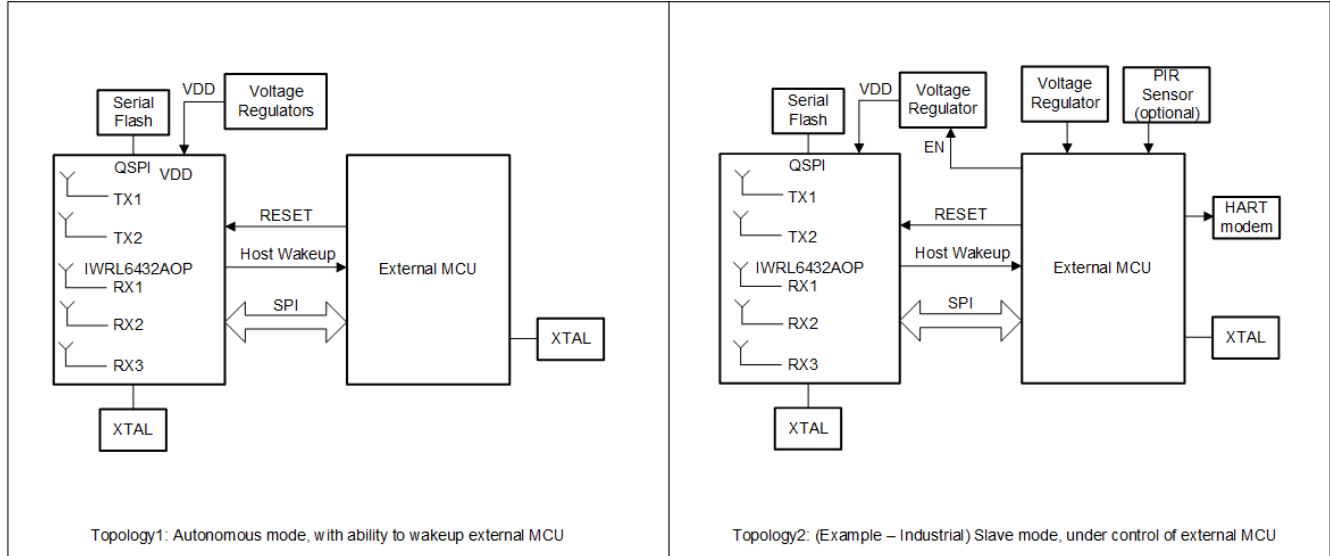 Serial
Flash
VDD
Voltage
Regulators
QSPI
VDD
TX1
TX2
IWRL6432AOP
RX1
RX2
RX3
RESET
Host Wakeup
SPI
External MCU
XTAL
XTAL
Topology1: Autonomous mode, with ability to wakeup external MCU
Serial
Flash
VDD
Voltage
Regulator
EN
Voltage
Regulator
PIR
Sensor
(optional)
QSPI
TX1
TX2
IWRL6432AOP
RX1
RX2
RX3
RESET
Host Wakeup
SPI
External MCU
HART
modem
XTAL
XTAL
Topology2: (Example – Industrial) Slave mode, under control of external MCU